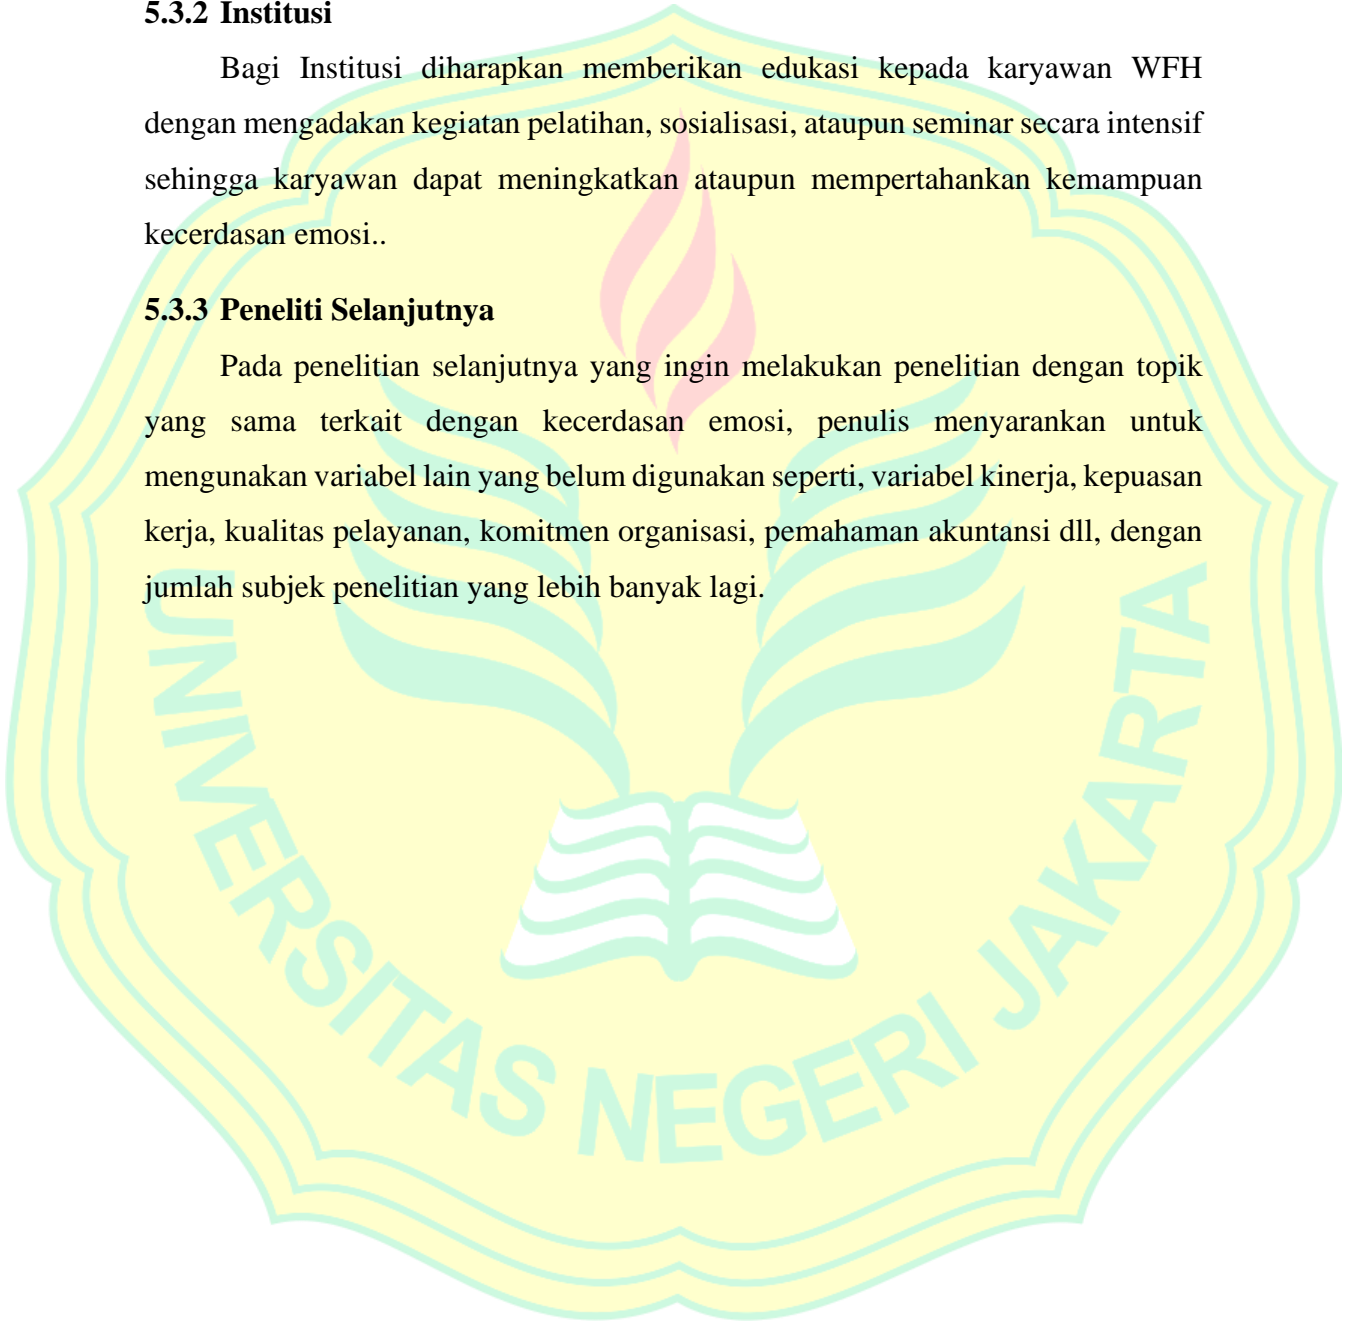 5.3.2 Institusi
Bagi Institusi diharapkan memberikan edukasi kepada karyawan WFH
dengan mengadakan kegiatan pelatihan, sosialisasi, ataupun seminar secara intensif
sehingga karyawan dapat meningkatkan ataupun mempertahankan kemampuan
kecerdasan emosi..
5.3.3 Peneliti Selanjutnya
Pada penelitian selanjutnya yang ingin melakukan penelitian dengan topik
yang sama terkait dengan kecerdasan emosi, penulis menyarankan untuk
mengunakan variabel lain yang belum digunakan seperti, variabel kinerja, kepuasan
kerja, kualitas pelayanan, komitmen organisasi, pemahaman akuntansi dll, dengan
jumlah subjek penelitian yang lebih banyak lagi.
UNIVERSITAS NEGERI JAKARTA